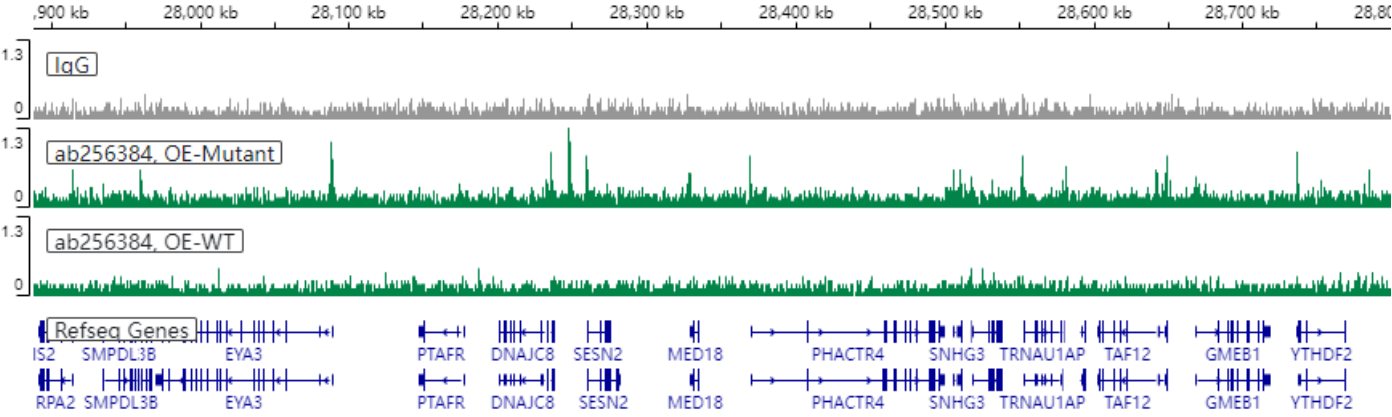 ,900 kb 28,000 kb 28,100 kb 28,200 kb 28,300 kb 28,400 kb 28,500 kb 28,600 kb 28,700 kb 28,80
1.3
IgG
0
1.3
ab256384, OE-Mutant
0
1.3
ab256384, OE-WT
0
Refseq Genes
IS2 SMPDL3B EYA3 PTAFR DNAJC8 SESN2 MED18 PHACTR4 SNHG3 TRNAU1AP TAF12 GMEB1 YTHDF2
RPA2 SMPDL3B EYA3 PTAFR DNAJC8 SESN2 MED18 PHACTR4 SNHG3 TRNAU1AP TAF12 GMEB1 YTHDF2